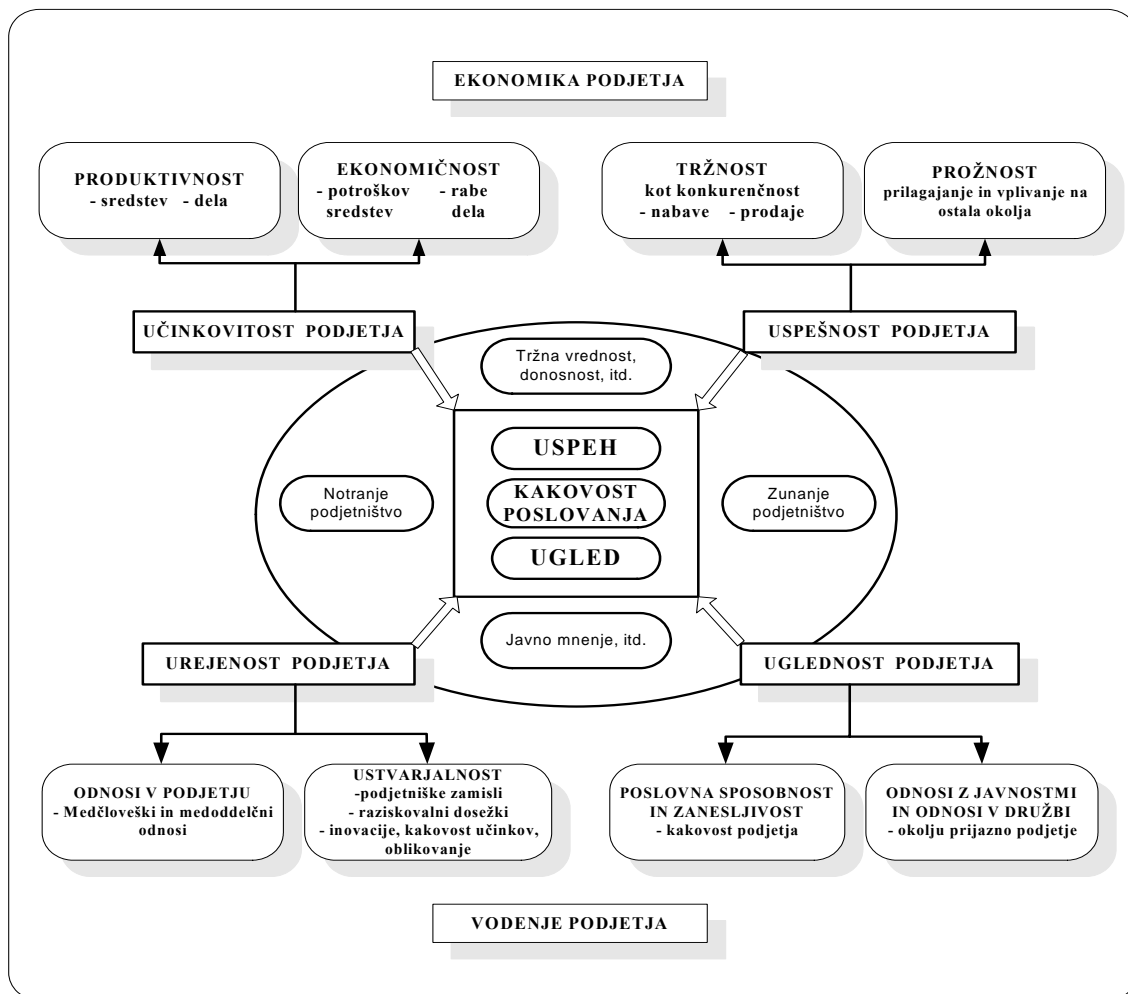 EKONOMIKA PODJETJA
PRODUKTIVNOST
- sredstev - dela
EKONOMIČNOST
- potroškov - rabe
sredstev dela
TRŽNOST
kot konkurenčnost
- nabave - prodaje
PROŽNOST
prilagajanje in vplivanje na
ostala okolja
UČINKOVITOST PODJETJA
USPEŠNOST PODJETJA
Tržna vrednost,
donosnost, itd.
USPEH
Notranje
podjetništvo
KAKOVOST
POSLOVANJA
Zunanje
podjetništvo
UGLED
Javno mnenje, itd.
UREJENOST PODJETJA
UGLEDNOST PODJETJA
ODNOSI V PODJETJU
- Medčloveški in medoddelčni
odnosi
USTVARJALNOST
-podjetniške zamisli
- raziskovalni dosežki
- inovacije, kakovost učinkov,
oblikovanje
POSLOVNA SPOSOBNOST
IN ZANESLJIVOST
- kakovost podjetja
ODNOSI Z JAVNOSTMI
IN ODNOSI V DRUŽBI
- okolju prijazno podjetje
VODENJE PODJETJA